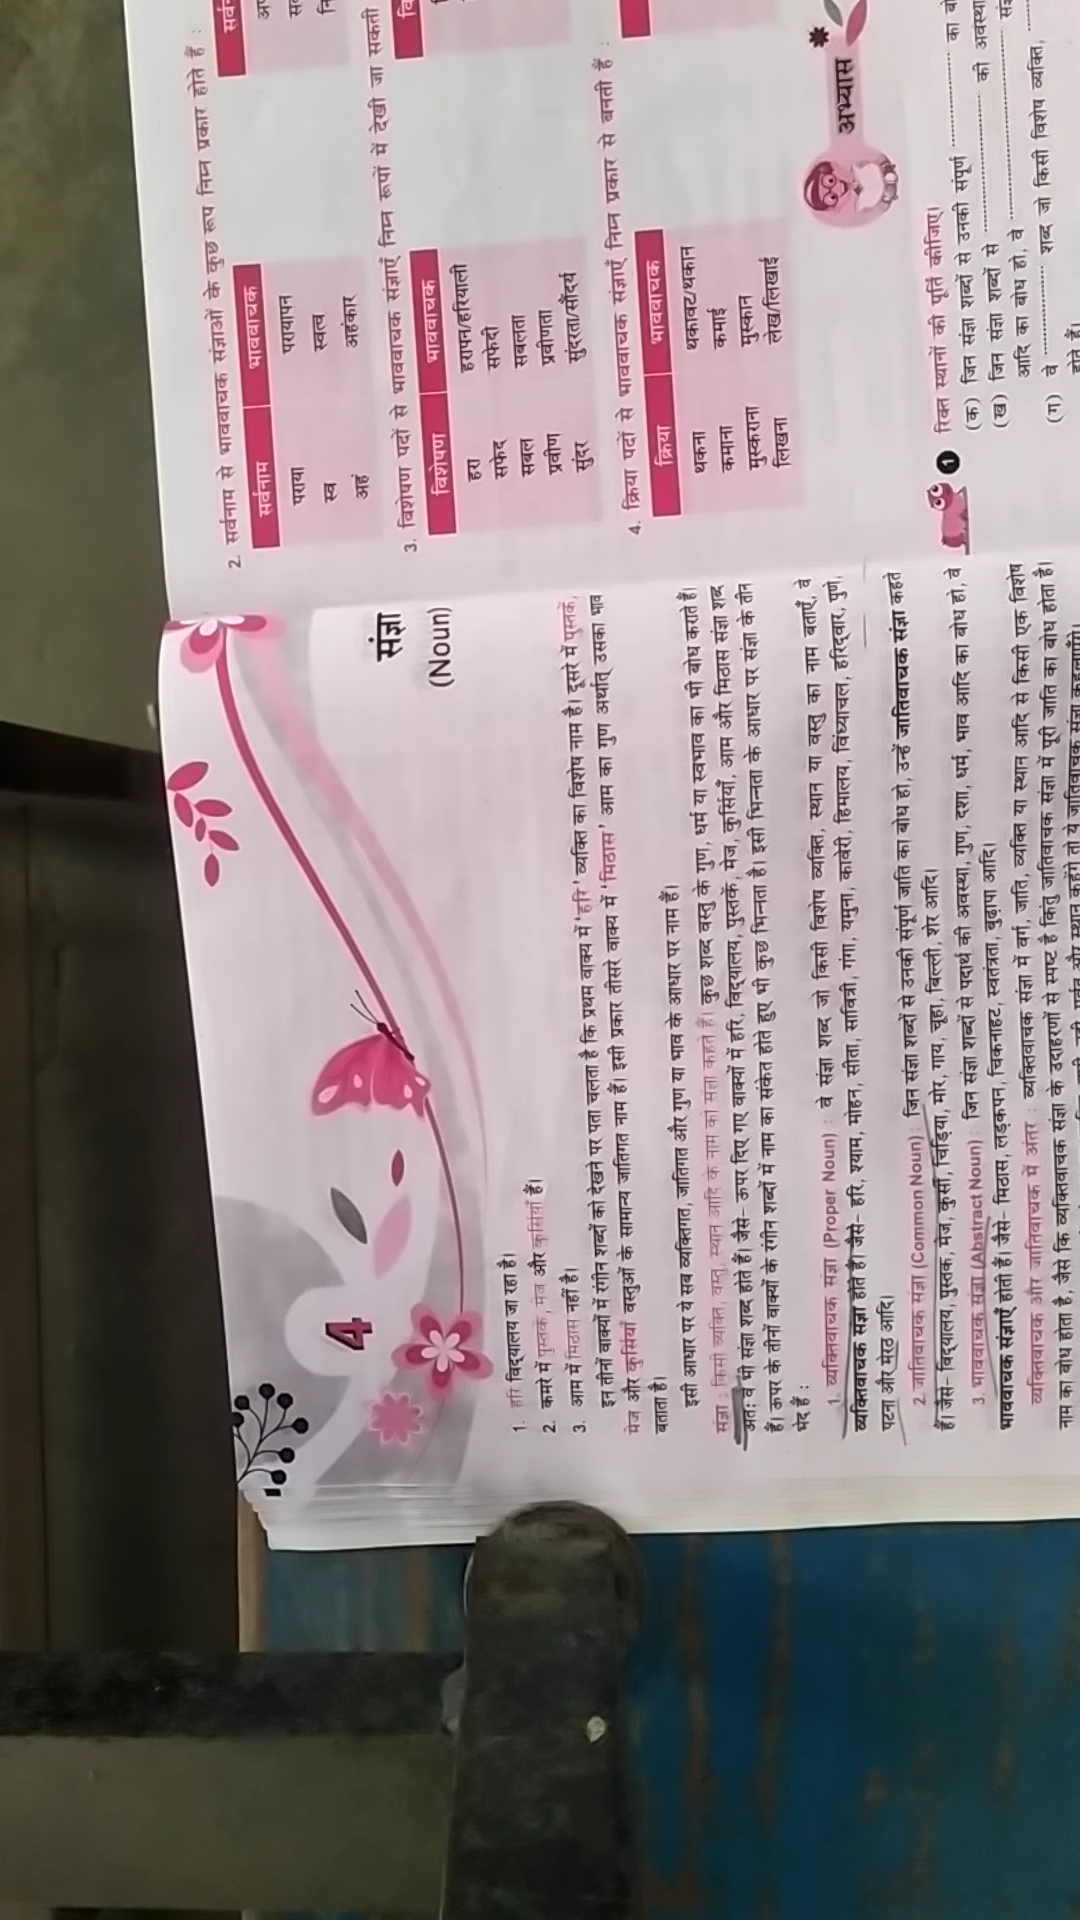 4
संज्ञा
(Noun)
1. हरि विद्यालय जा रहा है।
2. कमरे में पुस्तकें, मेज और कुर्सियाँ हैं।
3. आम में मिठास नहीं है।
इन तीनों वाक्यों में रंगीन शब्दों को देखने पर पता चलता है कि प्रथम वाक्य में 'हरि' व्यक्ति का विशेष नाम है। दूसरे में पुस्तकें,
मेज और कुर्सियाँ वस्तुओं के सामान्य जातिगत नाम हैं। इसी प्रकार तीसरे वाक्य में 'मिठास' आम का गुण अर्थात् उसका भाव
बताता है।
इसी आधार पर ये सब व्यक्तिगत, जातिगत और गुण या भाव के आधार पर नाम हैं।
संज्ञा : किसी व्यक्ति, वस्तु, स्थान आदि के नाम को संज्ञा कहते हैं। कुछ शब्द वस्तु के गुण, धर्म या स्वभाव का भी बोध कराते हैं।
अतः वे भी संज्ञा शब्द होते हैं। जैसे- ऊपर दिए गए वाक्यों में हरि, विद्यालय, पुस्तकें, मेज, कुर्सियाँ, आम और मिठास संज्ञा शब्द
हैं। ऊपर के तीनों वाक्यों के रंगीन शब्दों में नाम का संकेत होते हुए भी कुछ भिन्नता है। इसी भिन्नता के आधार पर संज्ञा के तीन
भेद हैं :
1. व्यक्तिवाचक संज्ञा (Proper Noun) : वे संज्ञा शब्द जो किसी विशेष व्यक्ति, स्थान या वस्तु का नाम बताएँ, वे
व्यक्तिवाचक संज्ञा होते हैं। जैसे- हरि, श्याम, मोहन, सीता, सावित्री, गंगा, यमुना, कावेरी, हिमालय, विंध्याचल, हरिद्वार, पुणे,
पटना और मेरठ आदि।
2. जातिवाचक संज्ञा (Common Noun) : जिन संज्ञा शब्दों से उनकी संपूर्ण जाति का बोध हो, उन्हें जातिवाचक संज्ञा कहते
हैं। जैसे- विद्यालय, पुस्तक, मेज, कुर्सी, चिड़िया, मोर, गाय, चूहा, बिल्ली, शेर आदि।
3. भाववाचक संज्ञा (Abstract Noun) : जिन संज्ञा शब्दों से पदार्थ की अवस्था, गुण, दशा, धर्म, भाव आदि का बोध हो, वे
भाववाचक संज्ञाएँ होती हैं। जैसे- मिठास, लड़कपन, चिकनाहट, स्वतंत्रता, बुढ़ापा आदि।
व्यक्तिवाचक और जातिवाचक में अंतर : व्यक्तिवाचक संज्ञा में वर्ग, जाति, व्यक्ति या स्थान आदि से किसी एक विशेष
नाम का बोध होता है, जैसे कि व्यक्तिवाचक संज्ञा के उदाहरणों से स्पष्ट है किंतु जातिवाचक संज्ञा में पूरी जाति का बोध होता है।
पर्वत और स्थान कहेंगे तो ये जातिवाचक संज्ञा कहलाएँगी।
2. सर्वनाम से भाववाचक संज्ञाओं के कुछ रूप निम्न प्रकार होते हैं :
सर्वनाम भाववाचक
पराया परायापन
स्व स्वत्व
अहं अहंकार
3. विशेषण पदों से भाववाचक संज्ञाएँ निम्न रूपों में देखी जा सकती
विशेषण भाववाचक
हरा हरापन/हरियाली
सफेद सफेदी
सबल सबलता
प्रवीण प्रवीणता
सुंदर सुंदरता/सौंदर्य
4. क्रिया पदों से भाववाचक संज्ञाएँ निम्न प्रकार से बनती हैं :
क्रिया भाववाचक
थकना थकावट/थकान
कमाना कमाई
मुस्कराना मुस्कान
लिखना लेख/लिखाई
अभ्यास
1 रिक्त स्थानों की पूर्ति कीजिए।
(क) जिन संज्ञा शब्दों से उनकी संपूर्ण .............. का
(ख) जिन संज्ञा शब्दों से .............. की अवस्था
आदि का बोध हो, वे ..............
(ग) वे .............. शब्द जो किसी विशेष व्यक्ति,
होते हैं।